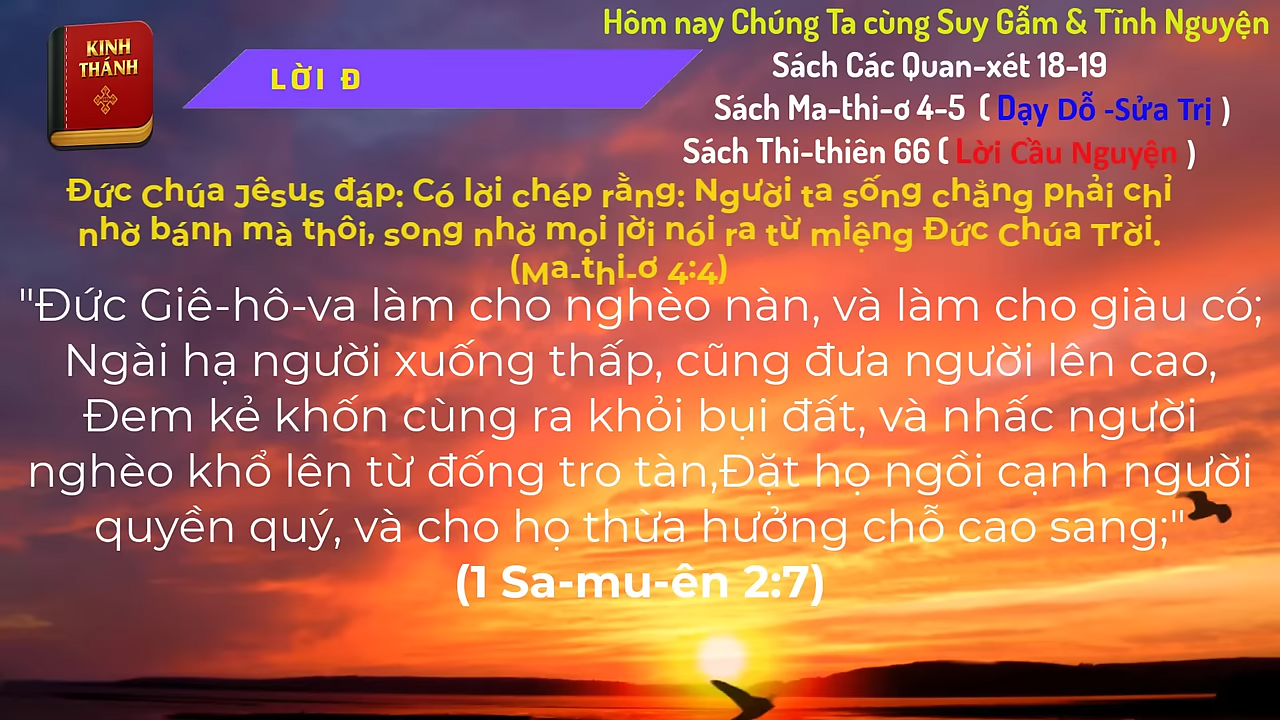 KINH
THÁNH
LỜI Đ
Hôm nay Chúng Ta cùng Suy Gẫm & Tĩnh Nguyện
Sách Các Quan-xét 18-19
Sách Ma-thi-ơ 4-5 ( Dạy Dỗ -Sửa Trị )
Sách Thi-thiên 66 ( Lời Cầu Nguyện )
Đức Chúa Jêsus đáp: Có lời chép rằng: Người ta sống chẳng phải chỉ
nhờ bánh mà thôi, song nhờ mọi lời nói ra từ miệng Đức Chúa Trời.
(Ma-thi-ơ 4:4)
"Đức Giê-hô-va làm cho nghèo nàn, và làm cho giàu có;
Ngài hạ người xuống thấp, cũng đưa người lên cao,
Đem kẻ khốn cùng ra khỏi bụi đất, và nhấc người
nghèo khổ lên từ đống tro tàn,Đặt họ ngồi cạnh người
quyền quý, và cho họ thừa hưởng chỗ cao sang;"
(1 Sa-mu-ên 2:7)